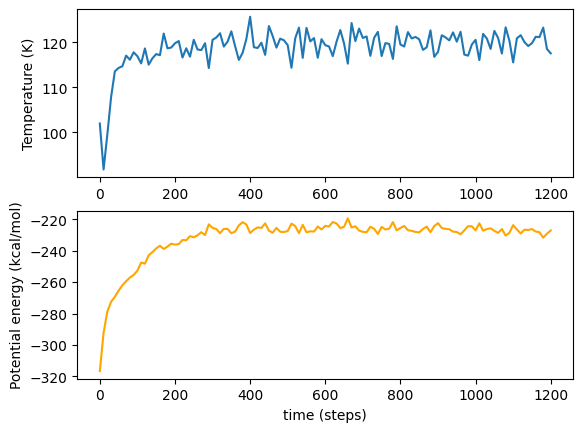 120
110
100
Temperature (K)
0 200 400 600 800 1000 1200
−220
−240
−260
−280
−300
−320
Potential energy (kcal/mol)
0 200 400 600 800 1000 1200
time (steps)